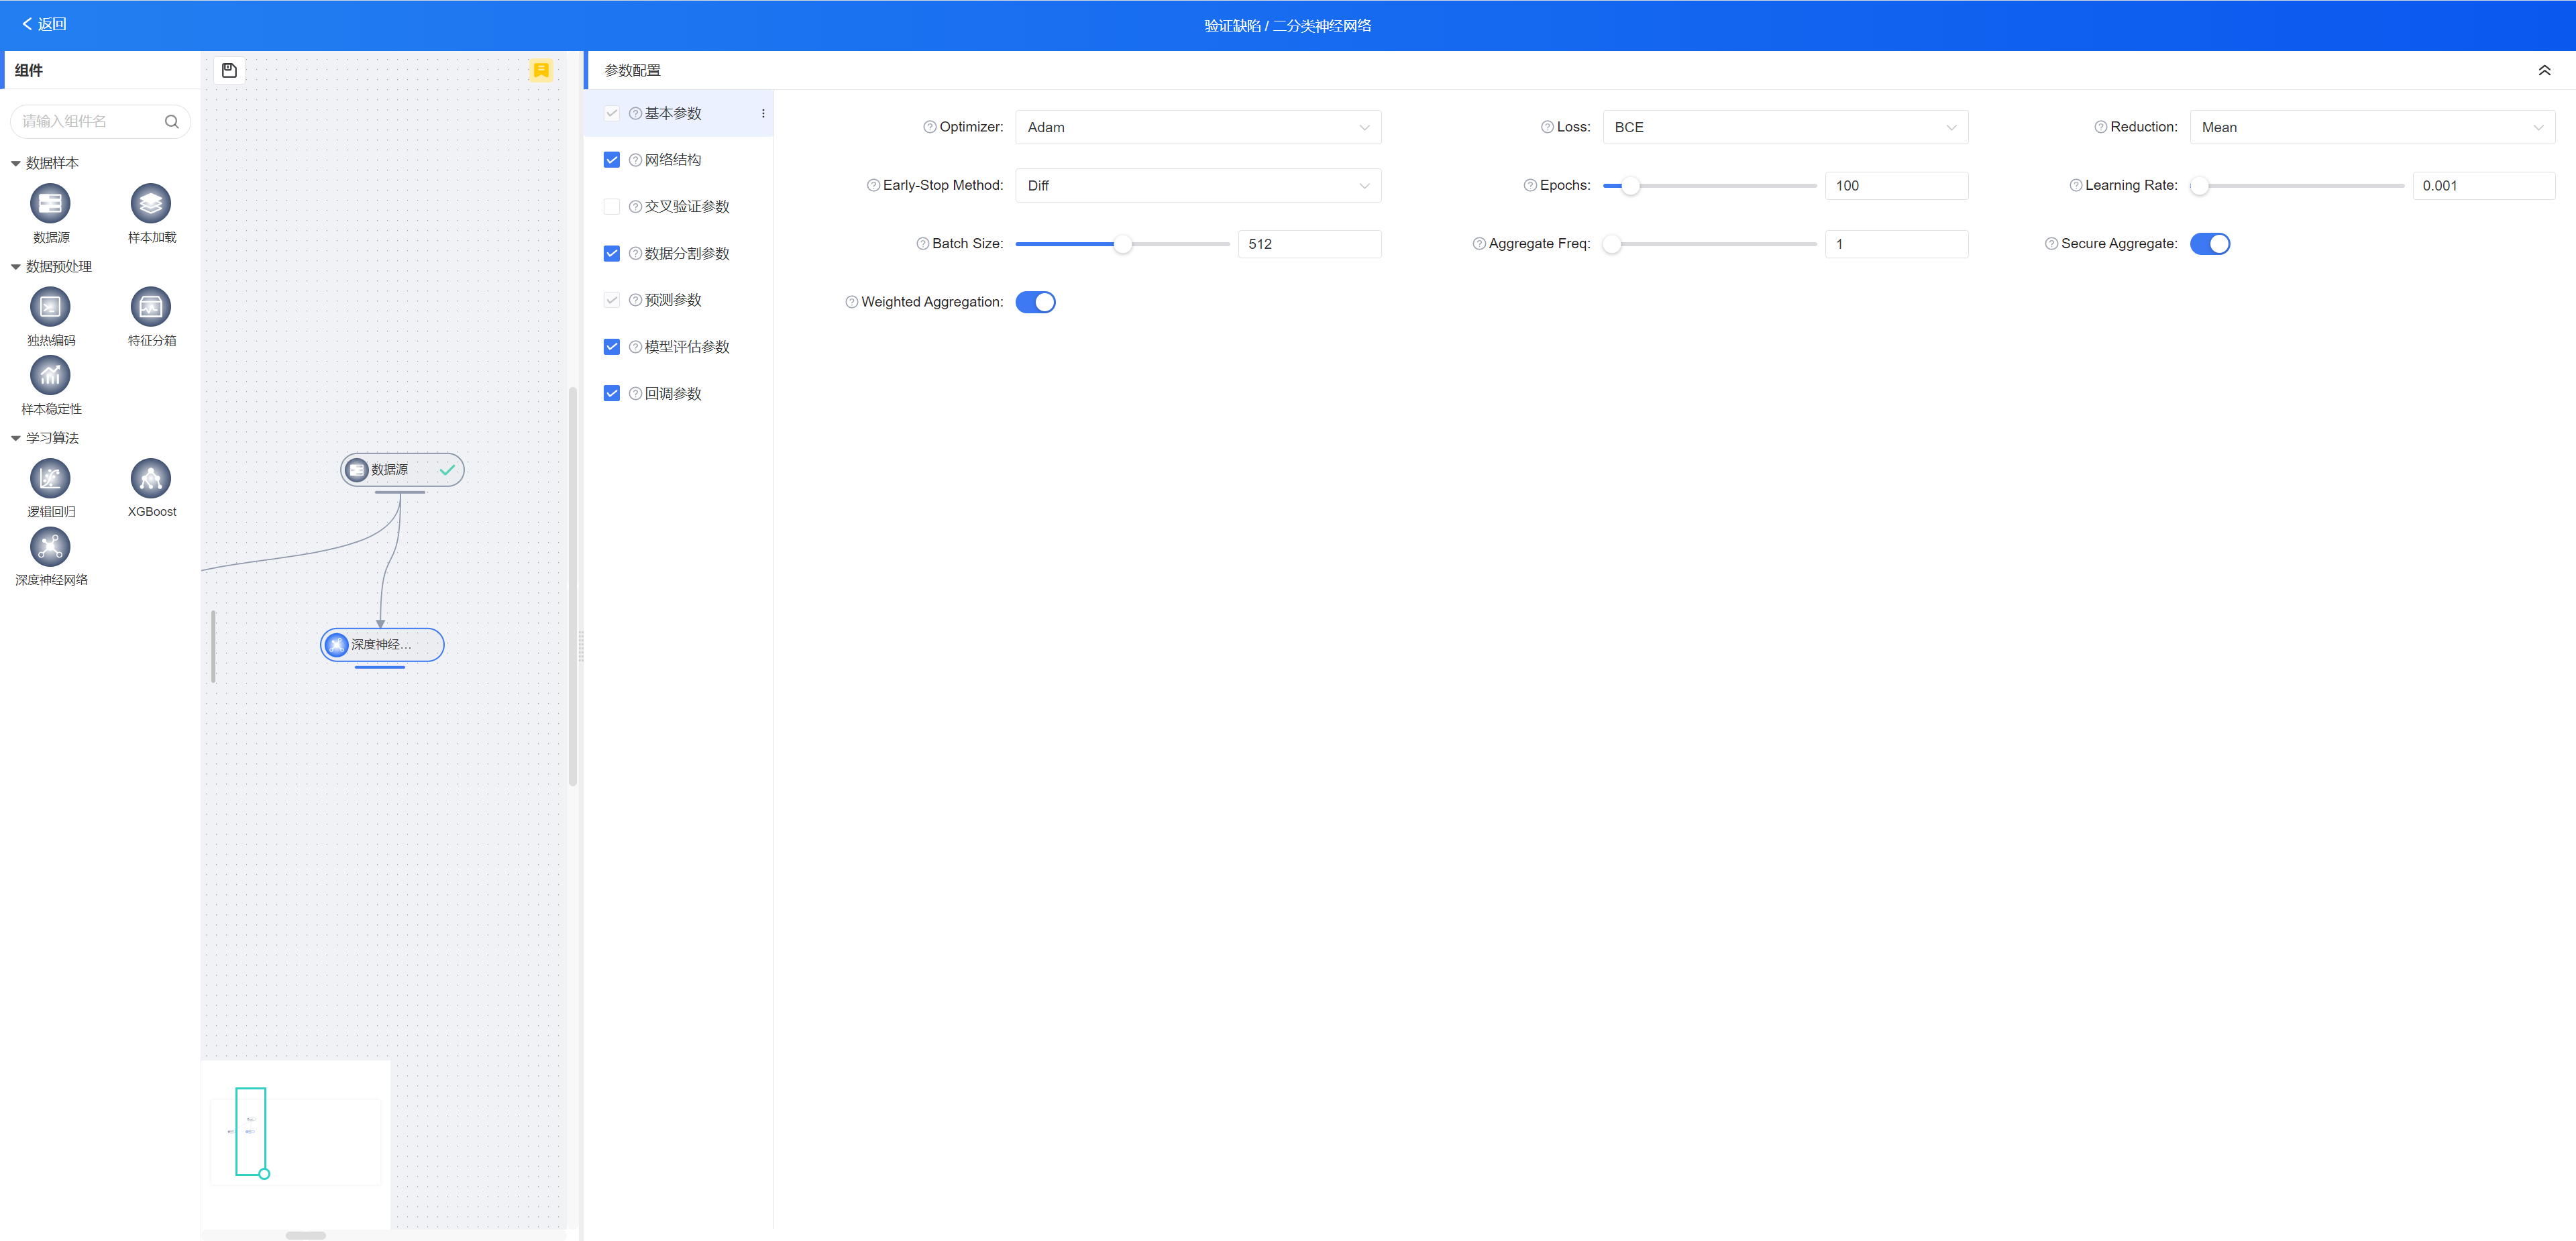 返回
验证缺陷 / 二分类神经网络
组件
请输入组件名
数据样本
数据源
样本加载
数据预处理
独热编码
特征分箱
样本稳定性
学习算法
逻辑回归
XGBoost
深度神经网络
数据源
深度神经...
参数配置
基本参数
网络结构
交叉验证参数
数据分割参数
预测参数
模型评估参数
回调参数
Optimizer: Adam
Loss: BCE
Reduction: Mean
Early-Stop Method: Diff
Epochs: 100
Learning Rate: 0.001
Batch Size: 512
Aggregate Freq: 1
Secure Aggregate:
Weighted Aggregation: